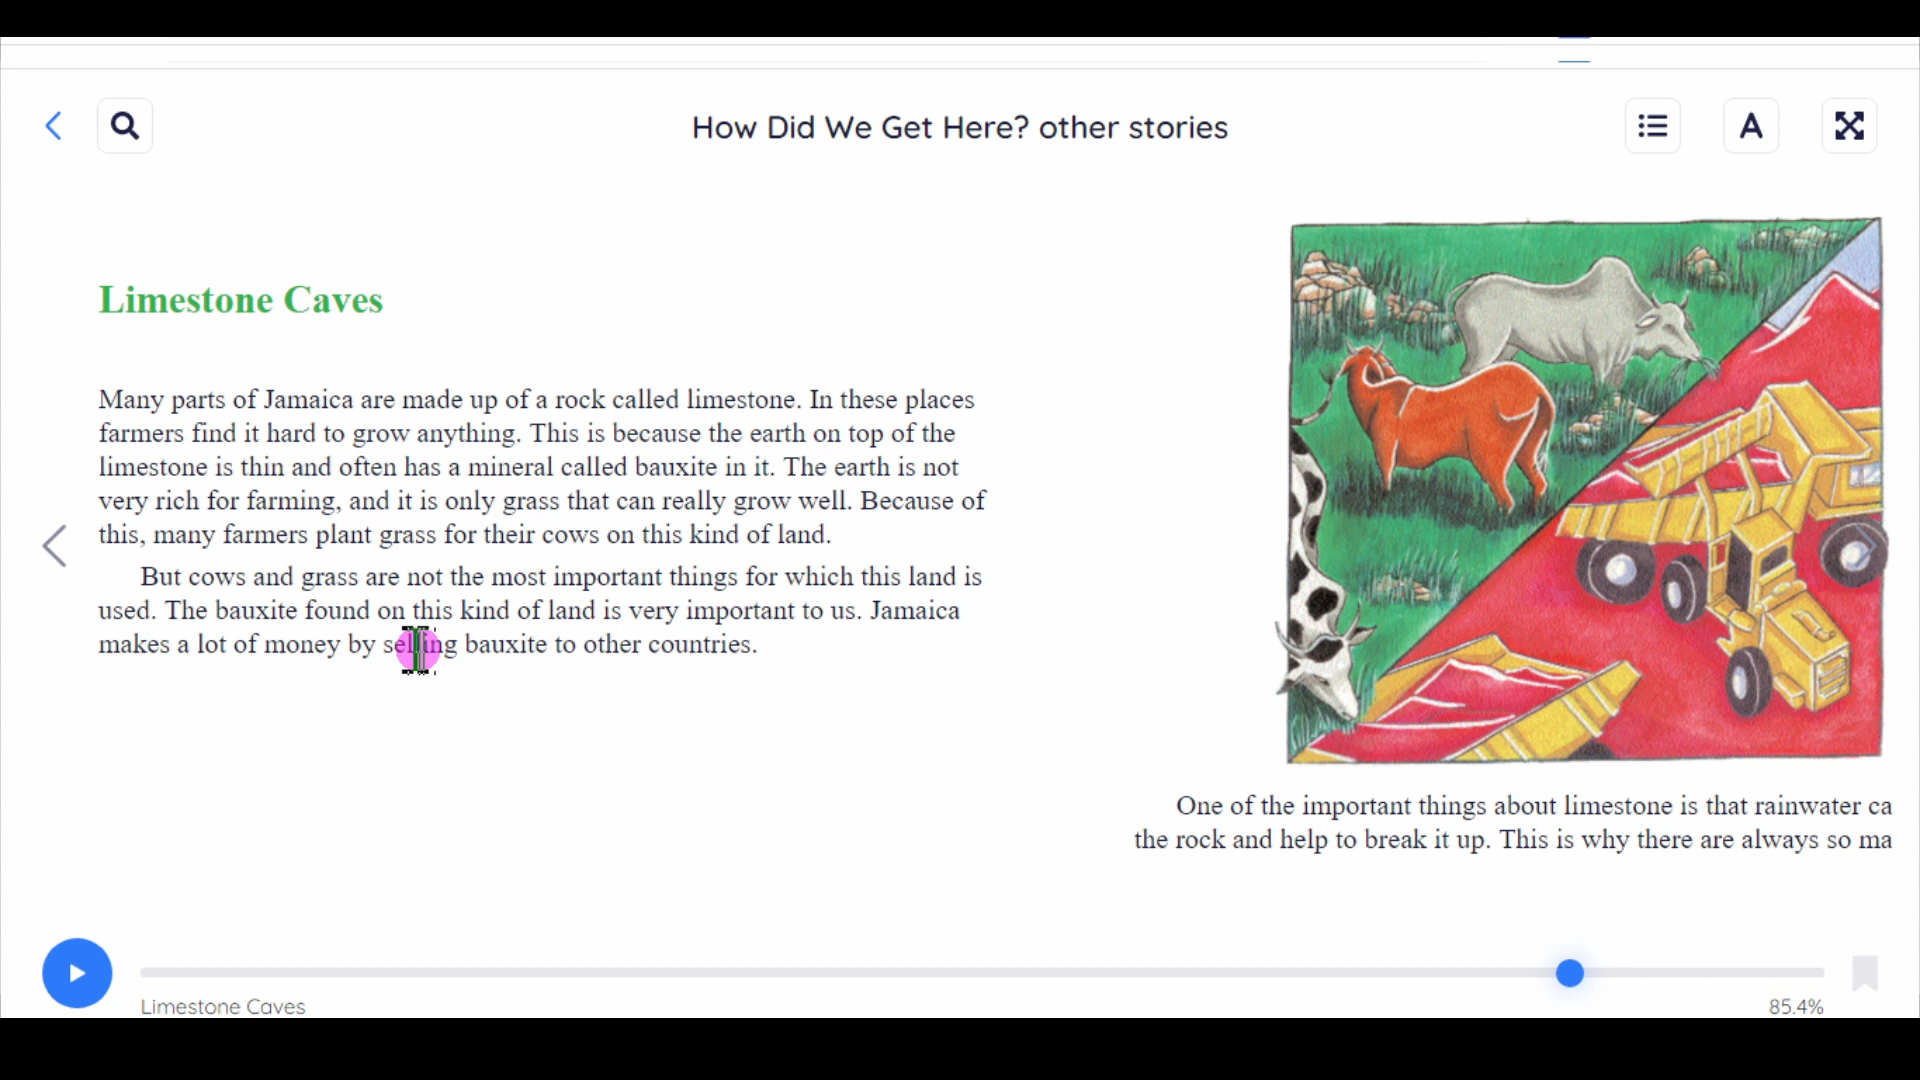 How Did We Get Here? other stories
A
Limestone Caves
Many parts of Jamaica are made up of a rock called limestone. In these places
farmers find it hard to grow anything. This is because the earth on top of the
limestone is thin and often has a mineral called bauxite in it. The earth is not
very rich for farming, and it is only grass that can really grow well. Because of
this, many farmers plant grass for their cows on this kind of land.
But cows and grass are not the most important things for which this land is
used. The bauxite found on this kind of land is very important to us. Jamaica
makes a lot of money by selling bauxite to other countries.
One of the important things about limestone is that rainwater ca
the rock and help to break it up. This is why there are always so ma
Limestone Caves
85.4%